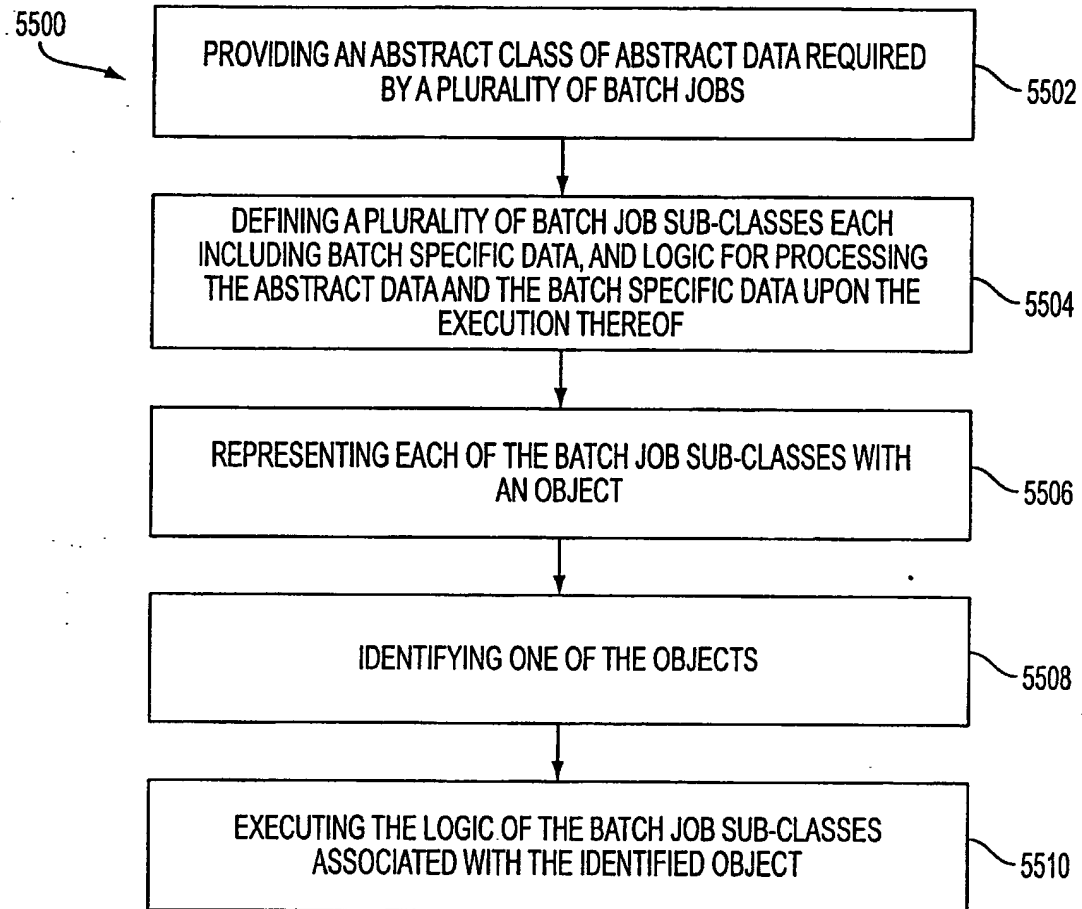 5500
PROVIDING AN ABSTRACT CLASS OF ABSTRACT DATA REQUIRED
BY A PLURALITY OF BATCH JOBS
5502
DEFINING A PLURALITY OF BATCH JOB SUB-CLASSES EACH
INCLUDING BATCH SPECIFIC DATA, AND LOGIC FOR PROCESSING
THE ABSTRACT DATA AND THE BATCH SPECIFIC DATA UPON THE
EXECUTION THEREOF
5504
REPRESENTING EACH OF THE BATCH JOB SUB-CLASSES WITH
AN OBJECT
5506
IDENTIFYING ONE OF THE OBJECTS
5508
EXECUTING THE LOGIC OF THE BATCH JOB SUB-CLASSES
ASSOCIATED WITH THE IDENTIFIED OBJECT
5510